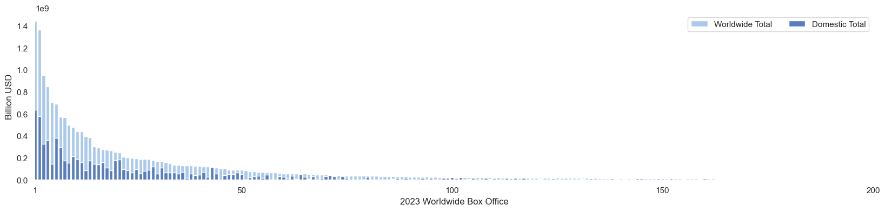 1e9
Worldwide Total
Domestic Total
Billion USD
1.4
1.2
1.0
0.8
0.6
0.4
0.2
0.0
1
50
100
150
200
2023 Worldwide Box Office